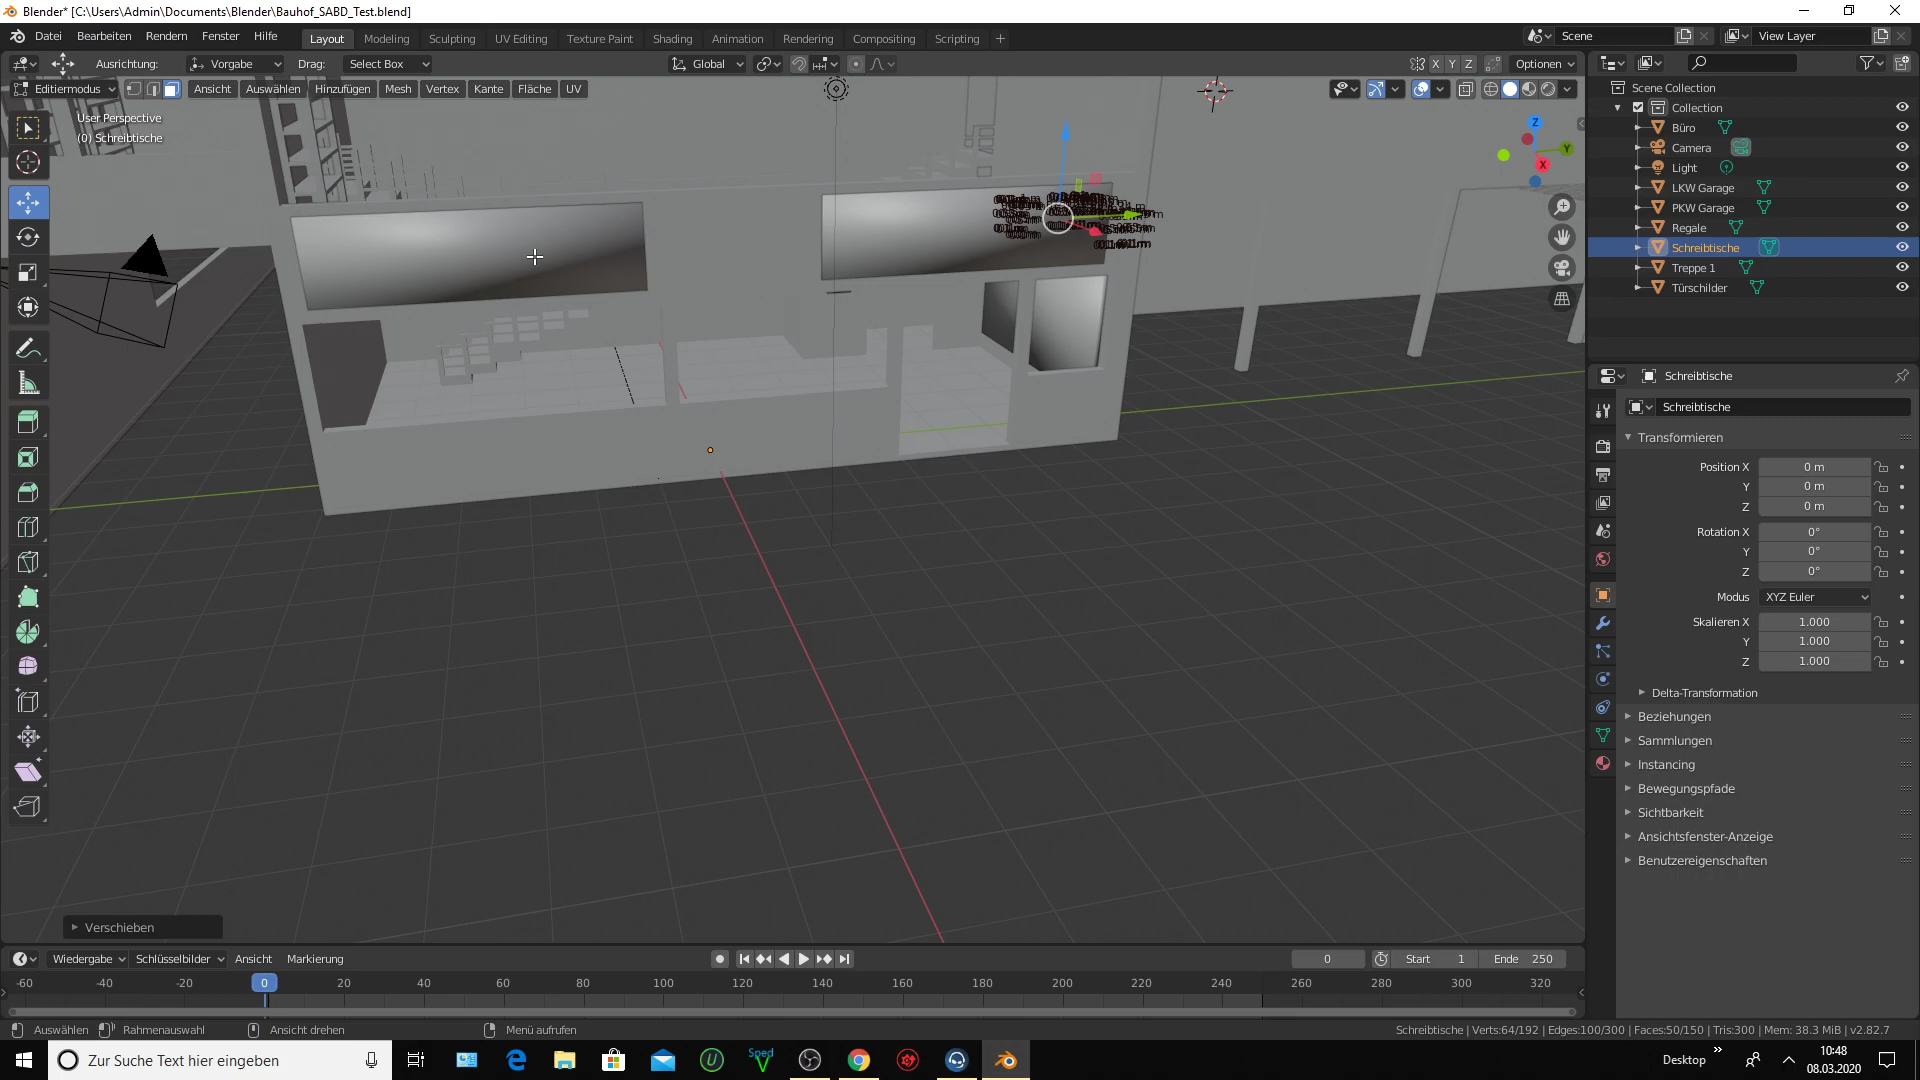 Blender* [C:\Users\Admin\Documents\Blender\Bauhof_SABD_Test.blend]
Datei Bearbeiten Rendern Fenster Hilfe Layout Modeling Sculpting UV Editing Texture Paint Shading Animation Rendering Compositing Scripting + Scene View Layer
Ausrichtung: Vorgabe Drag: Select Box Global X Y Z Optionen
Editiermodus Ansicht Auswählen Hinzufügen Mesh Vertex Kante Fläche UV
User Perspective
(0) Schreibtische
Z
Y
X
Scene Collection
Collection
Büro
Camera
Light
LKW Garage
PKW Garage
Regale
Schreibtische
Treppe 1
Türschilder
Schreibtische
Schreibtische
Transformieren
Position X 0 m
Y 0 m
Z 0 m
Rotation X 0°
Y 0°
Z 0°
Modus XYZ Euler
Skalieren X 1.000
Y 1.000
Z 1.000
Delta-Transformation
Beziehungen
Sammlungen
Instancing
Bewegungspfade
Sichtbarkeit
Ansichtsfenster-Anzeige
Benutzereigenschaften
Verschieben
Wiedergabe Schlüsselbilder Ansicht Markierung 0 Start 1 Ende 250
-60 -40 -20 0 20 40 60 80 100 120 140 160 180 200 220 240 260 280 300 320
Auswählen Rahmenauswahl Ansicht drehen Menü aufrufen Schreibtische | Verts:64/192 | Edges:100/300 | Faces:50/150 | Tris:300 | Mem: 38.3 MiB | v2.82.7
Zur Suche Text hier eingeben Sped V Desktop » 10:48
08.03.2020